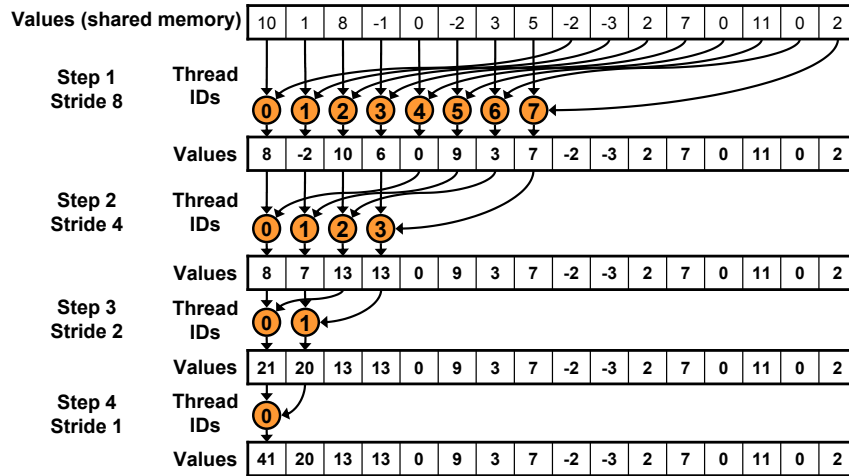 Values (shared memory) 10 1 8 -1 0 -2 3 5 -2 -3 2 7 0 11 0 2
Step 1 Thread
Stride 8 IDs 0 1 2 3 4 5 6 7
Values 8 -2 10 6 0 9 3 7 -2 -3 2 7 0 11 0 2
Step 2 Thread
Stride 4 IDs 0 1 2 3
Values 8 7 13 13 0 9 3 7 -2 -3 2 7 0 11 0 2
Step 3 Thread
Stride 2 IDs 0 1
Values 21 20 13 13 0 9 3 7 -2 -3 2 7 0 11 0 2
Step 4 Thread
Stride 1 IDs 0
Values 41 20 13 13 0 9 3 7 -2 -3 2 7 0 11 0 2